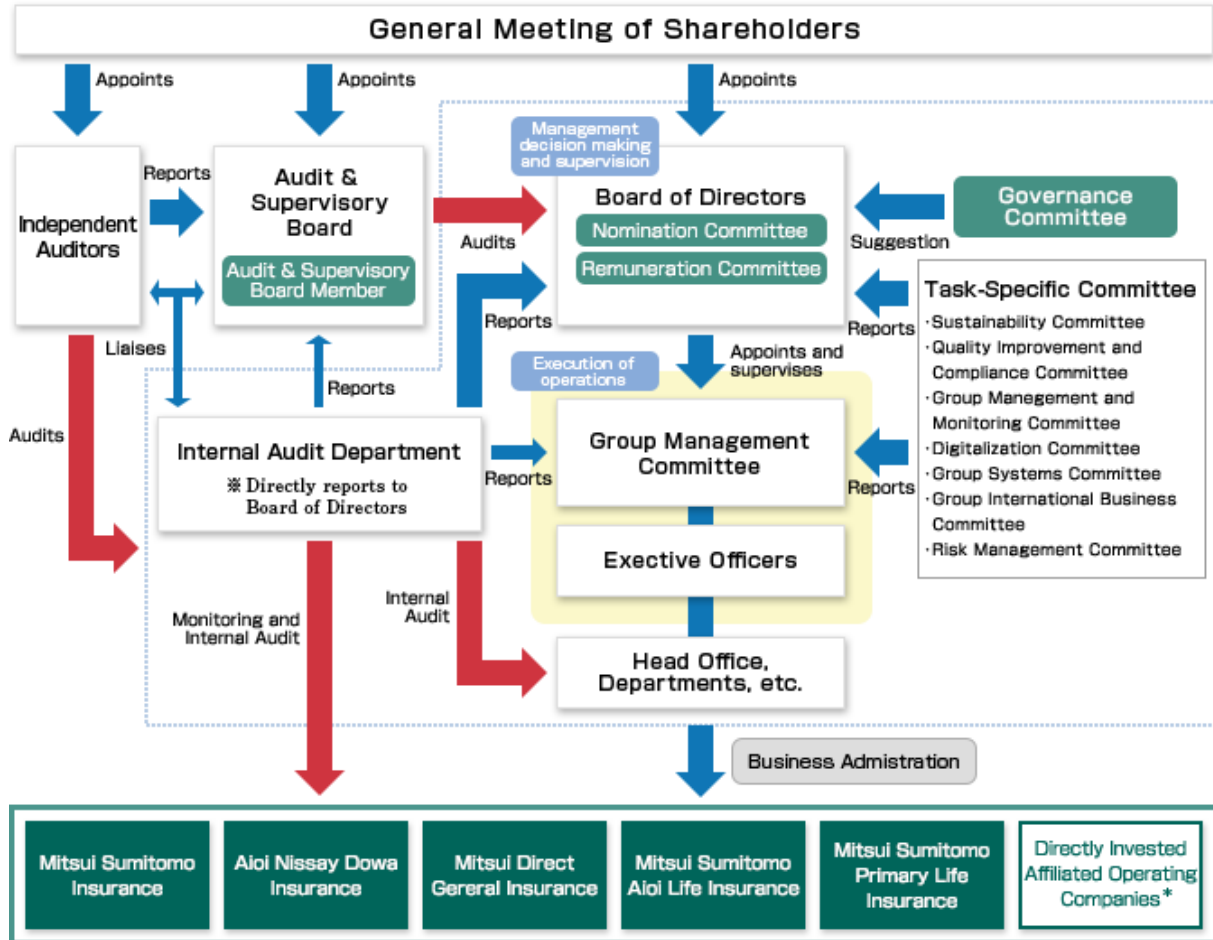 General Meeting of Shareholders
Appoints
Appoints
Appoints
Management
decision making
and supervision
Independent
Auditors
Reports
Audit &
Supervisory
Board
Audit & Supervisory
Board Member
Audits
Board of Directors
Nomination Committee
Remuneration Committee
Suggestion
Governance
Committee
Reports
Reports
Task-Specific Committee
·Sustainability Committee
·Quality Improvement and
Compliance Committee
·Group Manegement and
Monitoring Committee
·Digitalization Committee
·Group Systems Committee
·Group International Business
Committee
·Risk Management Committee
Liaises
Reports
Execution of
operations
Appoints and
supervises
Audits
Internal Audit Department
※ Directly reports to
Board of Directors
Reports
Group Management
Committee
Reports
Exective Officers
Monitoring and
Internal Audit
Internal
Audit
Head Office,
Departments, etc.
Business Admistration
Mitsui Sumitomo
Insurance
Aioi Nissay Dowa
Insurance
Mitsui Direct
Gereral Insurance
Mitsui Sumitomo
Aioi Life Insurance
Mitsui Sumitomo
Primary Life
Insurance
Directly Invested
Affiliated Operating
Companies*